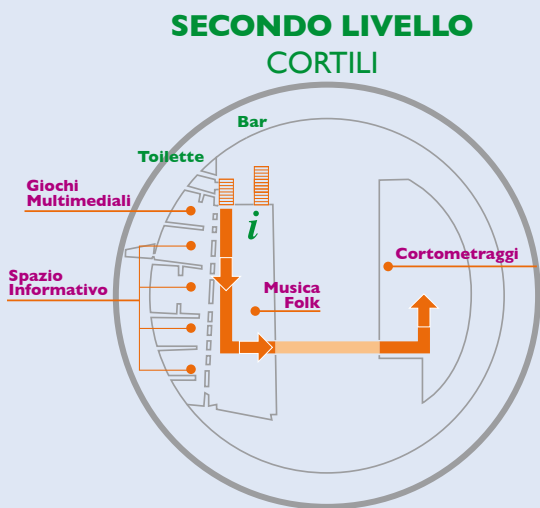 SECONDO LIVELLO
CORTILI
Bar
Toilette
Giochi
Multimediali
i
Cortometraggi
Spazio
Informativo
Musica
Folk